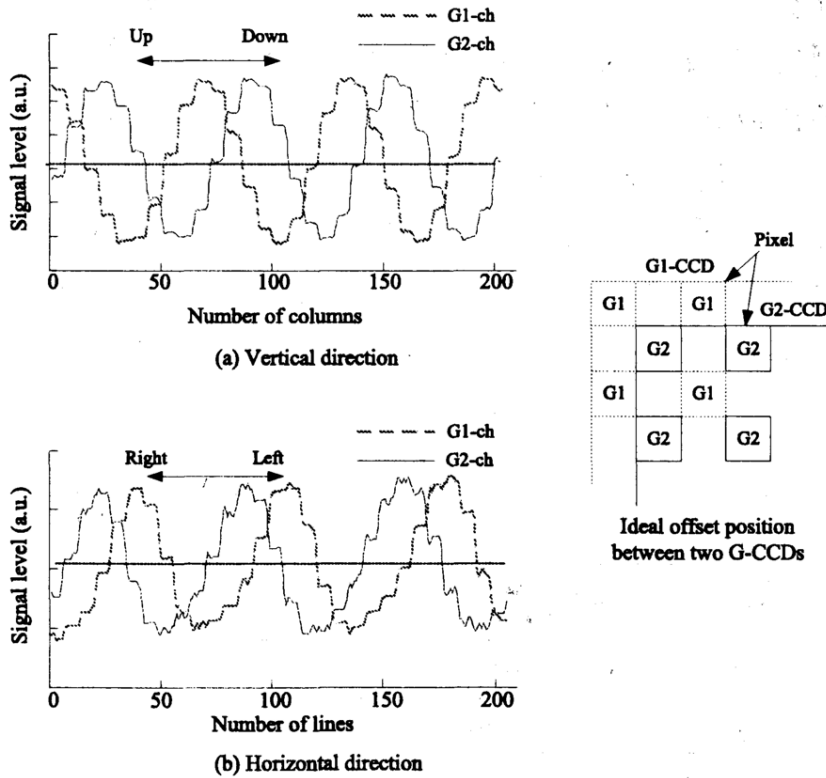 Up Down
G1-ch
G2-ch
Signal level (a.u.)
0 50 100 150 200
Number of columns
(a) Vertical direction
Right Left
G1-ch
G2-ch
Signal level (a.u.)
0 50 100 150 200
Number of lines
(b) Horizontal direction
Pixel
G1-CCD
G2-CCD
G1 G1
G2 G2
G1 G1
G2 G2
Ideal offset position
between two G-CCDs